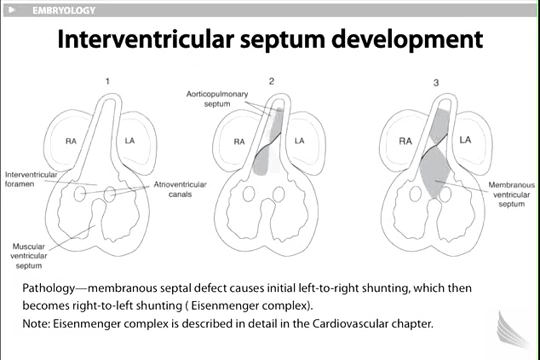 EMBRYOLOGY
Interventricular septum development
1
2
3
Aorticopulmonary
septum
RA
LA
RA
LA
RA
LA
Interventricular
foramen
Atrioventricular
canals
Membranous
ventricular
septum
Muscular
ventricular
septum
Pathology—membranous septal defect causes initial left-to-right shunting, which then
becomes right-to-left shunting ( Eisenmenger complex).
Note: Eisenmenger complex is described in detail in the Cardiovascular chapter.